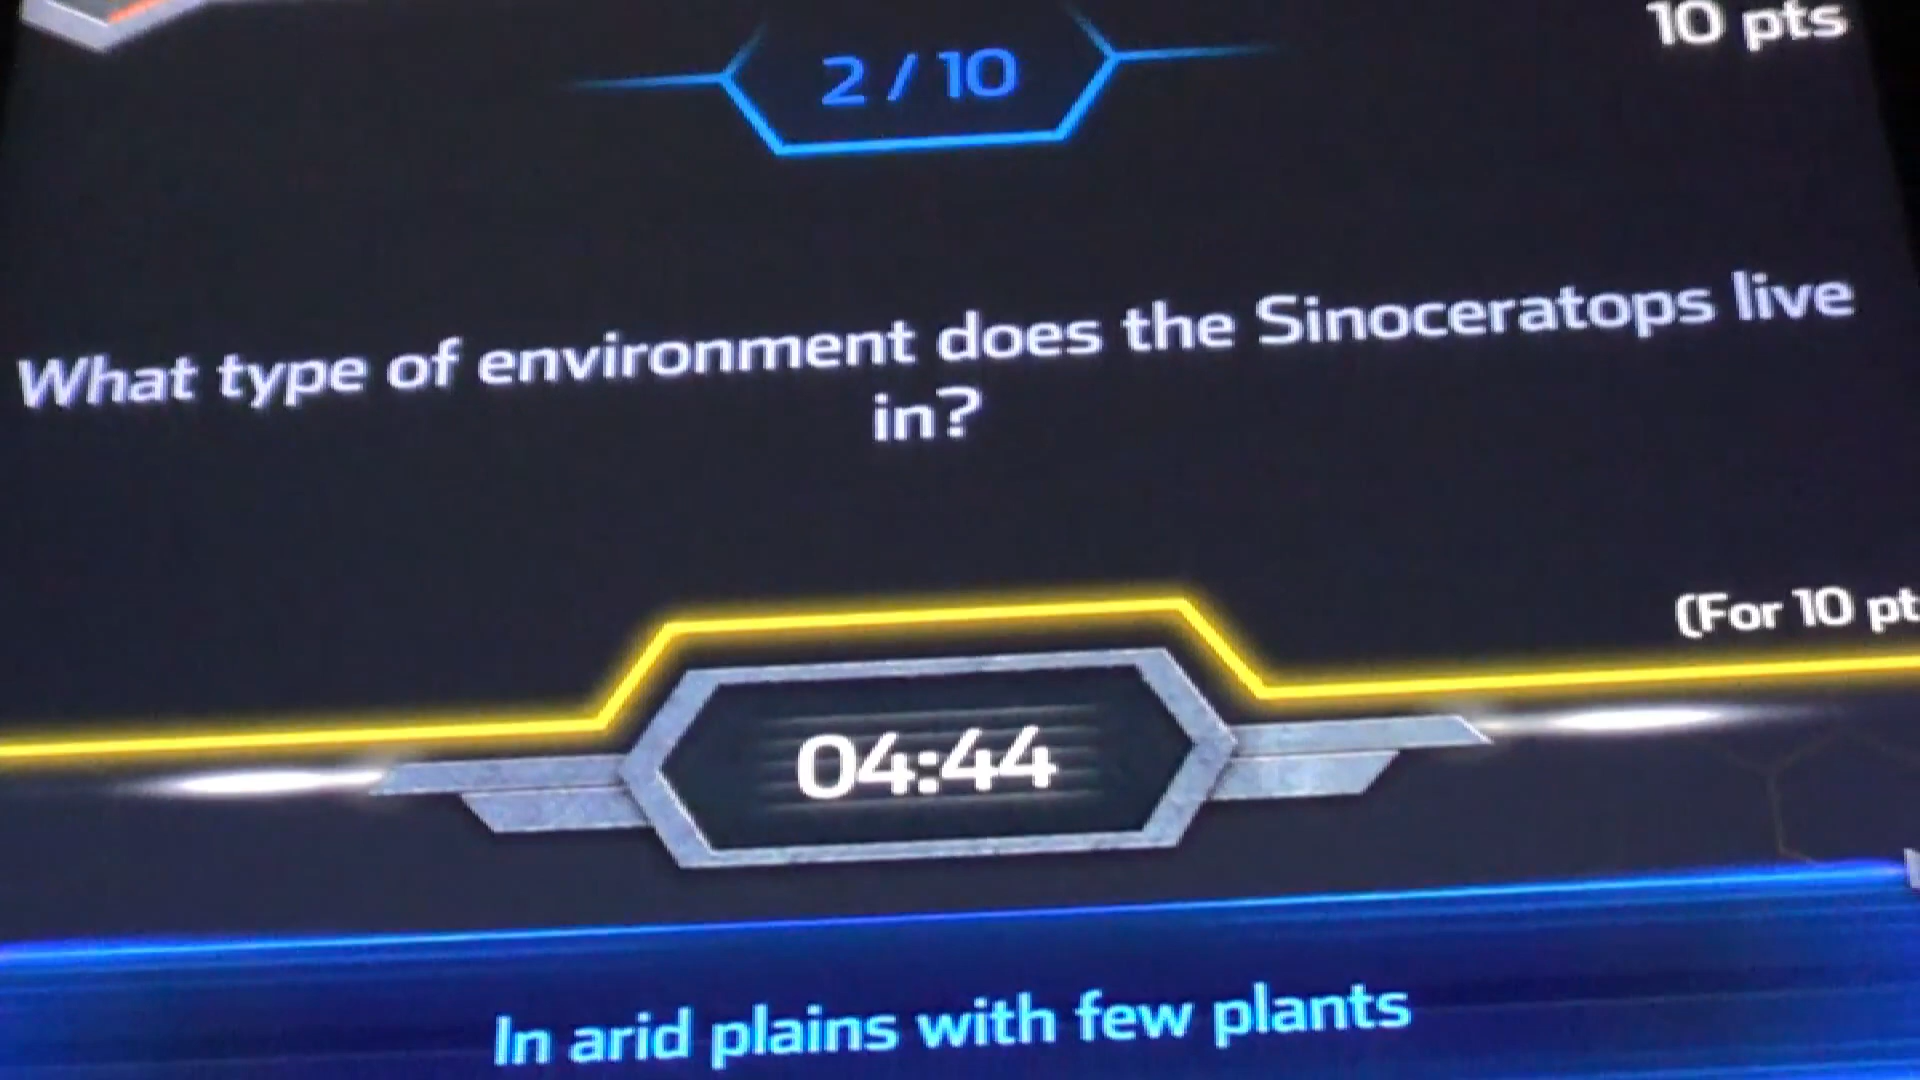 10 pts
2 / 10
What type of environment does the Sinoceratops live
in?
(For 10 pt
04:44
In arid plains with few plants